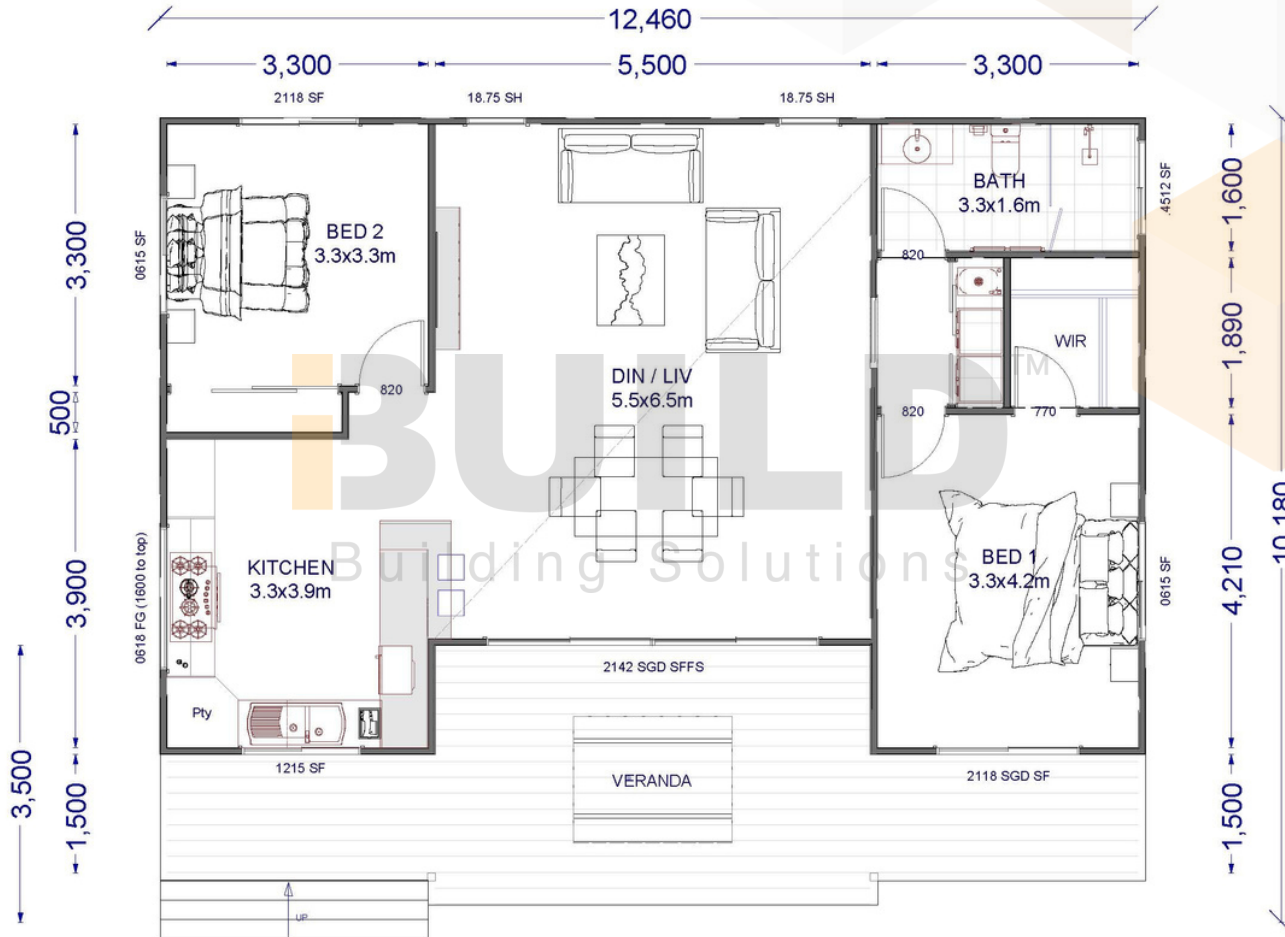 12,460
3,300
5,500
3,300
2118 SF
18.75 SH
18.75 SH
3,300
0615 SF
BED 2
3.3x3.3m
BATH
3.3x1.6m
.4512 SF
1,600
820
1,890
WIR
500
820
DIN / LIV
5.5x6.5m
820
770
iBUILD™
Building Solutions
3,900
0618 FG (1600 to top)
KITCHEN
3.3x3.9m
BED 1
3.3x4.2m
0615 SF
4,210
10,180
2142 SGD SFFS
Pty
1215 SF
VERANDA
2118 SGD SF
3,500
1,500
1,500
UP